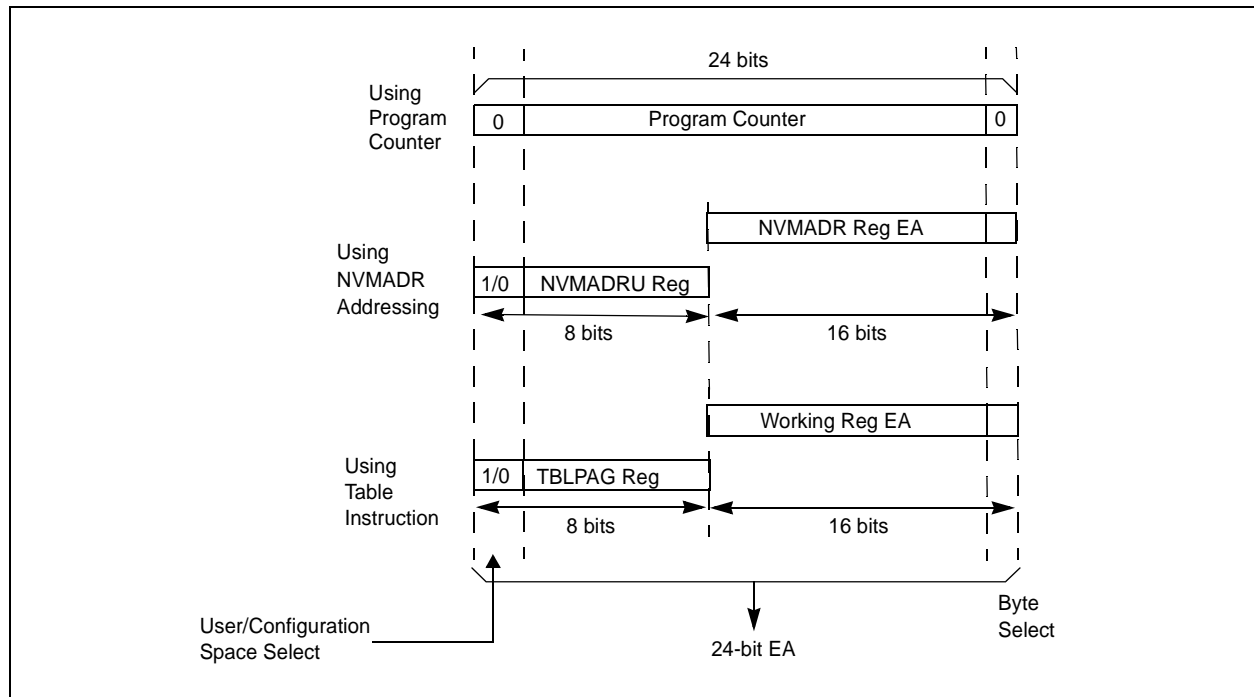 24 bits
Using
Program
Counter
0
Program Counter
0
NVMADR Reg EA
Using
NVMADR
Addressing
1/0
NVMADRU Reg
8 bits
16 bits
Working Reg EA
Using
Table
Instruction
1/0
TBLPAG Reg
8 bits
16 bits
User/Configuration
Space Select
24-bit EA
Byte
Select